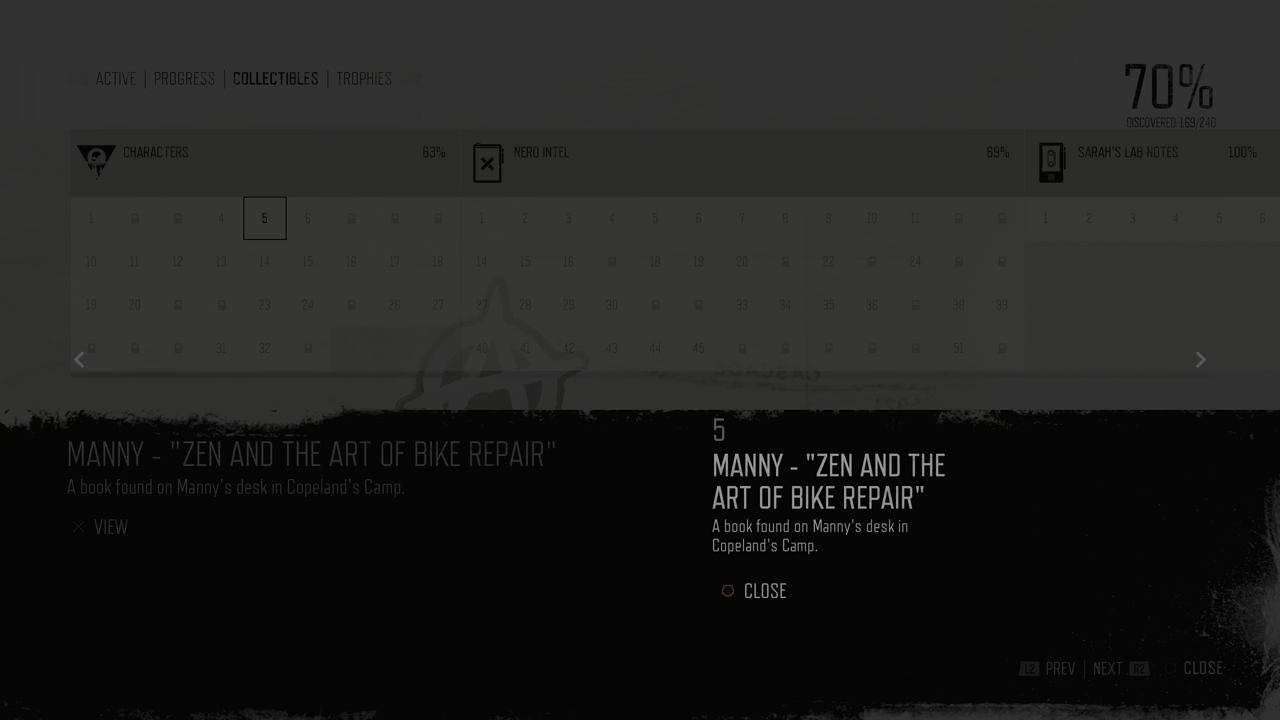 ACTIVE | PROGRESS | COLLECTIBLES | TROPHIES
70%
DISCOVERED 169/240
CHARACTERS 63% NERO INTEL 69% SARAH'S LAB NOTES 100%
1 4 5 6 1 2 3 4 5 6 7 8 9 10 11 1 2 3 4 5 6
10 11 12 13 14 15 16 17 18 14 15 16 18 19 20 22 24
19 20 23 24 26 27 27 28 29 30 33 34 35 36 38 39
31 32 40 41 42 43 44 45 51
MANNY - "ZEN AND THE ART OF BIKE REPAIR"
A book found on Manny's desk in Copeland's Camp.
VIEW
5
MANNY - "ZEN AND THE
ART OF BIKE REPAIR"
A book found on Manny's desk in
Copeland's Camp.
CLOSE
L2 PREV | NEXT R2 CLOSE